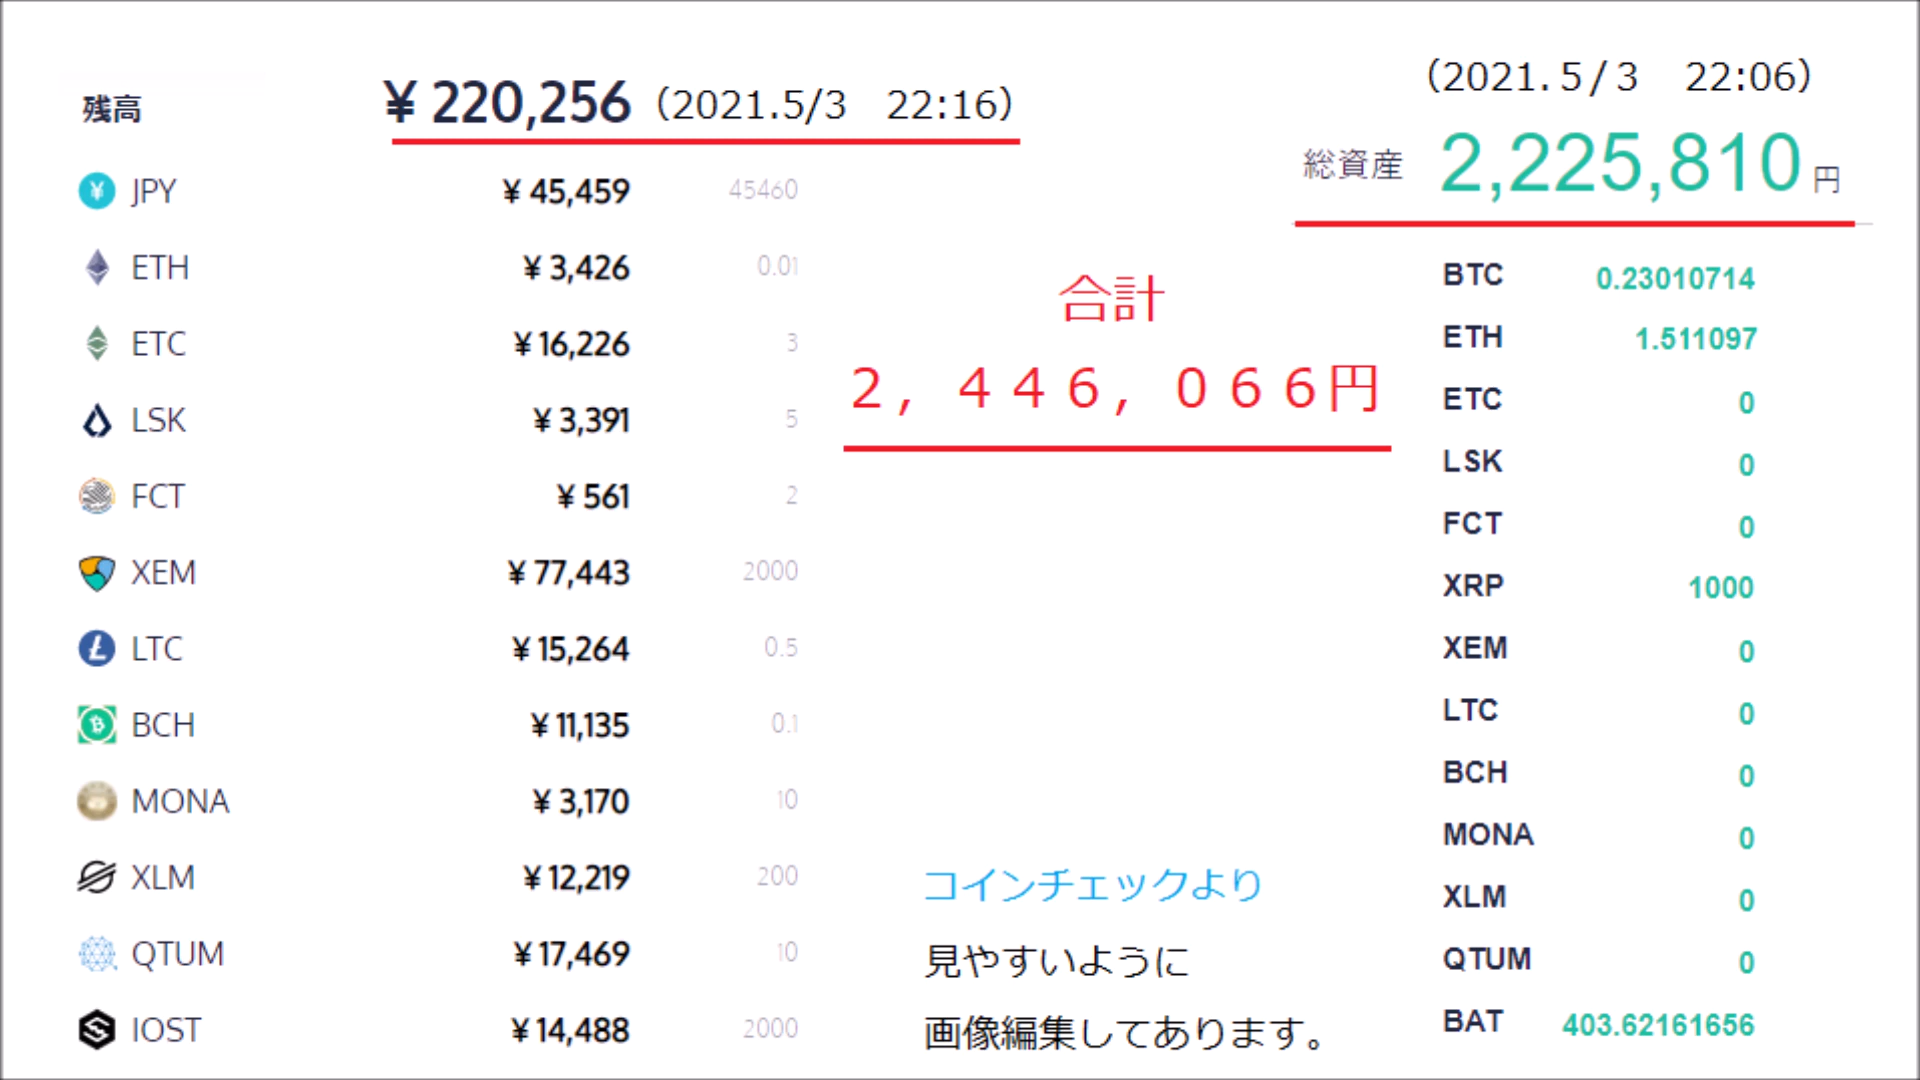 残高 ¥ 220,256 (2021.5/3 22:16)
JPY ¥ 45,459 45460
ETH ¥ 3,426 0.01
ETC ¥ 16,226 3
LSK ¥ 3,391 5
FCT ¥ 561 2
XEM ¥ 77,443 2000
LTC ¥ 15,264 0.5
BCH ¥ 11,135 0.1
MONA ¥ 3,170 10
XLM ¥ 12,219 200
QTUM ¥ 17,469 10
IOST ¥ 14,488 2000
合計
2，446，066円
コインチェックより
見やすいように
画像編集してあります。
(2021.5/3 22:06)
総資産 2,225,810 円
BTC 0.23010714
ETH 1.511097
ETC 0
LSK 0
FCT 0
XRP 1000
XEM 0
LTC 0
BCH 0
MONA 0
XLM 0
QTUM 0
BAT 403.62161656